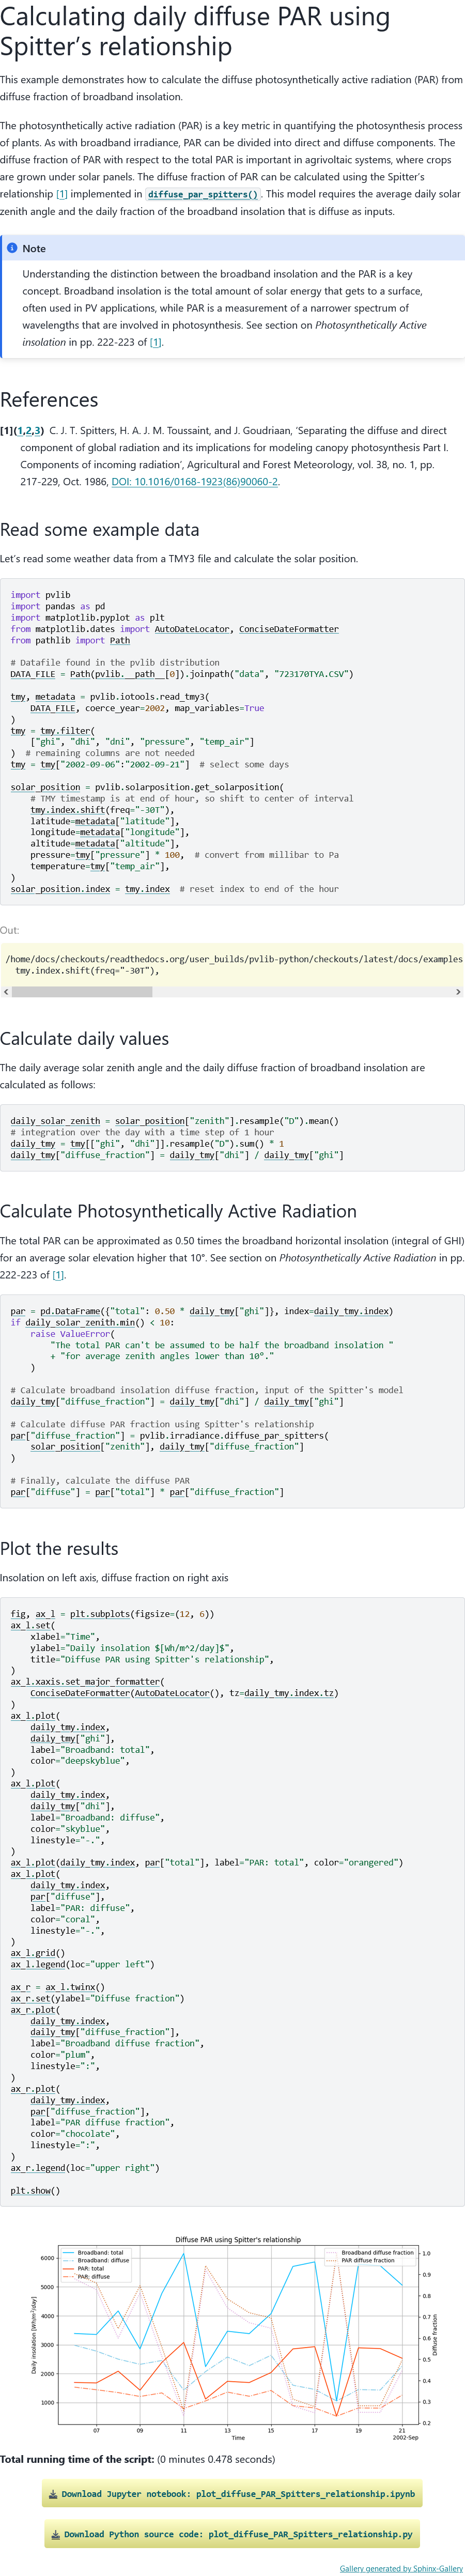 Calculating daily diffuse PAR using
Spitter’s relationship
This example demonstrates how to calculate the diffuse photosynthetically active radiation (PAR) from
diffuse fraction of broadband insolation.
The photosynthetically active radiation (PAR) is a key metric in quantifying the photosynthesis process
of plants. As with broadband irradiance, PAR can be divided into direct and diffuse components. The
diffuse fraction of PAR with respect to the total PAR is important in agrivoltaic systems, where crops
are grown under solar panels. The diffuse fraction of PAR can be calculated using the Spitter’s
relationship [1] implemented in diffuse_par_spitters(). This model requires the average daily solar
zenith angle and the daily fraction of the broadband insolation that is diffuse as inputs.
Note
Understanding the distinction between the broadband insolation and the PAR is a key
concept. Broadband insolation is the total amount of solar energy that gets to a surface,
often used in PV applications, while PAR is a measurement of a narrower spectrum of
wavelengths that are involved in photosynthesis. See section on Photosynthetically Active
insolation in pp. 222-223 of [1].
References
[1](1,2,3) C. J. T. Spitters, H. A. J. M. Toussaint, and J. Goudriaan, ‘Separating the diffuse and direct
component of global radiation and its implications for modeling canopy photosynthesis Part I.
Components of incoming radiation’, Agricultural and Forest Meteorology, vol. 38, no. 1, pp.
217-229, Oct. 1986, DOI: 10.1016/0168-1923(86)90060-2.
Read some example data
Let’s read some weather data from a TMY3 file and calculate the solar position.
import pvlib
import pandas as pd
import matplotlib.pyplot as plt
from matplotlib.dates import AutoDateLocator, ConciseDateFormatter
from pathlib import Path
# Datafile found in the pvlib distribution
DATA_FILE = Path(pvlib.__path__[0]).joinpath("data", "723170TYA.CSV")
tmy, metadata = pvlib.iotools.read_tmy3(
    DATA_FILE, coerce_year=2002, map_variables=True
)
tmy = tmy.filter(
    ["ghi", "dhi", "dni", "pressure", "temp_air"]
)  # remaining columns are not needed
tmy = tmy["2002-09-06":"2002-09-21"]  # select some days
solar_position = pvlib.solarposition.get_solarposition(
    # TMY timestamp is at end of hour, so shift to center of interval
    tmy.index.shift(freq="-30T"),
    latitude=metadata["latitude"],
    longitude=metadata["longitude"],
    altitude=metadata["altitude"],
    pressure=tmy["pressure"] * 100,  # convert from millibar to Pa
    temperature=tmy["temp_air"],
)
solar_position.index = tmy.index  # reset index to end of the hour
Out:
/home/docs/checkouts/readthedocs.org/user_builds/pvlib-python/checkouts/latest/docs/examples
  tmy.index.shift(freq="-30T"),
Calculate daily values
The daily average solar zenith angle and the daily diffuse fraction of broadband insolation are
calculated as follows:
daily_solar_zenith = solar_position["zenith"].resample("D").mean()
# integration over the day with a time step of 1 hour
daily_tmy = tmy[["ghi", "dhi"]].resample("D").sum() * 1
daily_tmy["diffuse_fraction"] = daily_tmy["dhi"] / daily_tmy["ghi"]
Calculate Photosynthetically Active Radiation
The total PAR can be approximated as 0.50 times the broadband horizontal insolation (integral of GHI)
for an average solar elevation higher that 10°. See section on Photosynthetically Active Radiation in pp.
222-223 of [1].
par = pd.DataFrame({"total": 0.50 * daily_tmy["ghi"]}, index=daily_tmy.index)
if daily_solar_zenith.min() < 10:
    raise ValueError(
        "The total PAR can't be assumed to be half the broadband insolation "
        + "for average zenith angles lower than 10°."
    )
# Calculate broadband insolation diffuse fraction, input of the Spitter's model
daily_tmy["diffuse_fraction"] = daily_tmy["dhi"] / daily_tmy["ghi"]
# Calculate diffuse PAR fraction using Spitter's relationship
par["diffuse_fraction"] = pvlib.irradiance.diffuse_par_spitters(
    solar_position["zenith"], daily_tmy["diffuse_fraction"]
)
# Finally, calculate the diffuse PAR
par["diffuse"] = par["total"] * par["diffuse_fraction"]
Plot the results
Insolation on left axis, diffuse fraction on right axis
fig, ax_l = plt.subplots(figsize=(12, 6))
ax_l.set(
    xlabel="Time",
    ylabel="Daily insolation $[Wh/m^2/day]$",
    title="Diffuse PAR using Spitter's relationship",
)
ax_l.xaxis.set_major_formatter(
    ConciseDateFormatter(AutoDateLocator(), tz=daily_tmy.index.tz)
)
ax_l.plot(
    daily_tmy.index,
    daily_tmy["ghi"],
    label="Broadband: total",
    color="deepskyblue",
)
ax_l.plot(
    daily_tmy.index,
    daily_tmy["dhi"],
    label="Broadband: diffuse",
    color="skyblue",
    linestyle="-.",
)
ax_l.plot(daily_tmy.index, par["total"], label="PAR: total", color="orangered")
ax_l.plot(
    daily_tmy.index,
    par["diffuse"],
    label="PAR: diffuse",
    color="coral",
    linestyle="-.",
)
ax_l.grid()
ax_l.legend(loc="upper left")
ax_r = ax_l.twinx()
ax_r.set(ylabel="Diffuse fraction")
ax_r.plot(
    daily_tmy.index,
    daily_tmy["diffuse_fraction"],
    label="Broadband diffuse fraction",
    color="plum",
    linestyle=":",
)
ax_r.plot(
    daily_tmy.index,
    par["diffuse_fraction"],
    label="PAR diffuse fraction",
    color="chocolate",
    linestyle=":",
)
ax_r.legend(loc="upper right")
plt.show()
Diffuse PAR using Spitter's relationship
Broadband: total
Broadband: diffuse
PAR: total
PAR: diffuse
Broadband diffuse fraction
PAR diffuse fraction
6000
5000
4000
3000
2000
1000
Daily insolation [Wh/m²/day]
1.0
0.9
0.8
0.7
0.6
0.5
0.4
0.3
0.2
Diffuse fraction
07 09 11 13 15 17 19 21
Time
2002-Sep
Total running time of the script: (0 minutes 0.478 seconds)
Download Jupyter notebook: plot_diffuse_PAR_Spitters_relationship.ipynb
Download Python source code: plot_diffuse_PAR_Spitters_relationship.py
Gallery generated by Sphinx-Gallery